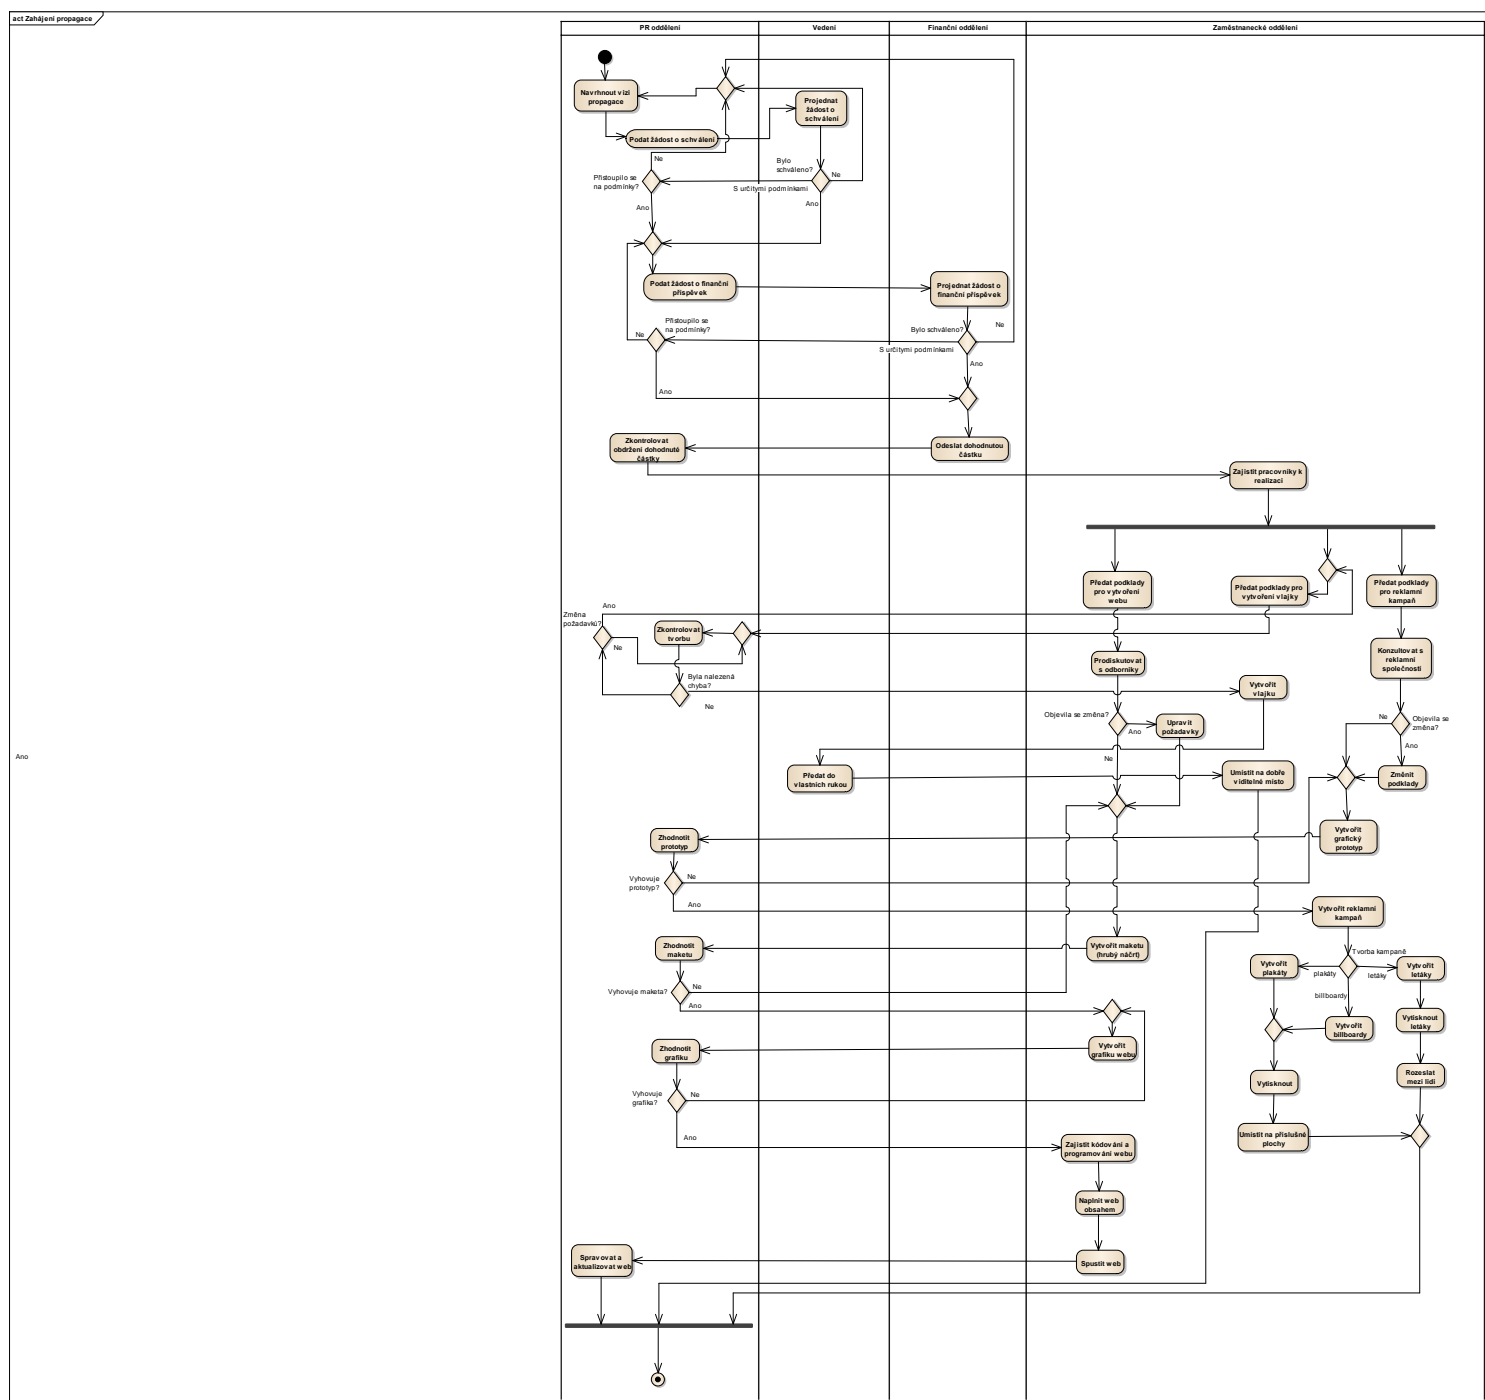 act Zahájení propagace
PR oddělení
Vedení
Finanční oddělení
Zaměstnanecké oddělení
Navrhnout vizi
propagace
Projednat
žádost o
schválení
Podat žádost o schválení
Ne
Bylo
schváleno?
Ne
Přistoupilo se
na podmínky?
S určitými podmínkami
Ano
Ano
Podat žádost o finanční
příspěvek
Projednat žádost o
finanční příspěvek
Přistoupilo se
na podmínky?
Ne
Bylo schváleno?
Ne
S určitými podmínkami
Ano
Ano
Zkontrolovat
obdržení dohodnuté
částky
Odeslat dohodnutou
částku
Zajistit pracovníky k
realizaci
Předat podklady
pro vytvoření
webu
Předat podklady pro
vytvoření vlajky
Předat podklady
pro reklamní
kampaň
Ano
Změna
požadavků?
Ne
Zkontrolovat
tvorbu
Konzultovat s
reklamní
společností
Prodiskutovat
s odborníky
Byla nalezená
chyba?
Ne
Vytvořit
vlajku
Objevila se změna?
Ano
Upravit
požadavky
Ne
Objevila se
změna?
Ano
Ne
Ano
Předat do
vlastních rukou
Umístit na dobře
viditelné místo
Změnit
podklady
Zhodnotit
prototyp
Vytvořit
grafický
prototyp
Vyhovuje
prototyp?
Ne
Ano
Vytvořit reklamní
kampaň
Zhodnotit
maketu
Vytvořit maketu
(hrubý náčrt)
Tvorba kampaně
Vytvořit
plakáty
plakáty
letáky
Vytvořit
letáky
Vyhovuje maketa?
Ne
Ano
billboardy
Vytvořit
billboardy
Vytisknout
letáky
Zhodnotit
grafiku
Vytvořit
grafiku webu
Vyhovuje
grafika?
Ne
Vytisknout
Rozeslat
mezi lidi
Ano
Zajistit kódování a
programování webu
Umístit na příslušné
plochy
Naplnit web
obsahem
Spravovat a
aktualizovat web
Spustit web